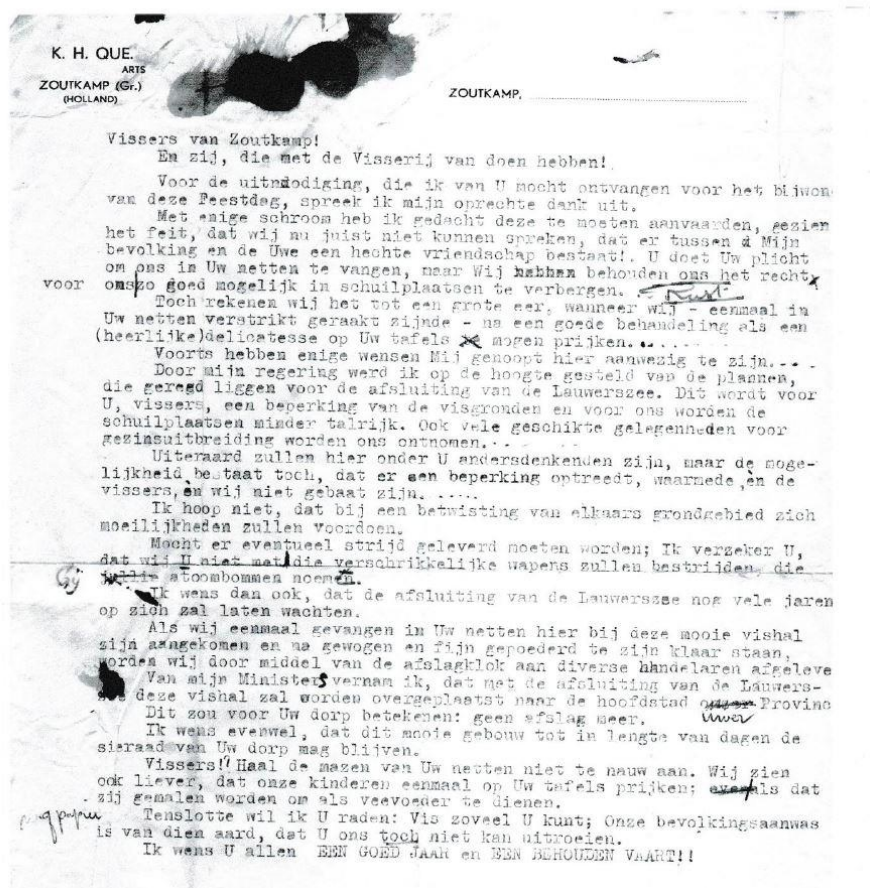 K. H. QUE.
ARTS
ZOUTKAMP (Gr.)
(HOLLAND)
ZOUTKAMP,
Vissers van Zoutkamp!
En zij, die met de Visserij van doen hebben!
Voor de uitnodiging, die ik van U mocht ontvangen voor het bijwon
van deze Feestdag, spreek ik mijn oprechte dank uit.
Met enige schroom heb ik gedacht deze te moeten aanvaarden, gezien
het feit, dat wij nu juist niet kunnen spreken, dat er tussen Mijn
bevolking en de Uwe een hechte vriendschap bestaat!. U doet Uw plicht
om ons in Uw netten te vangen, maar Wij hebben behouden ons het recht
voor om zo goed mogelijk in schuilplaatsen te verbergen.
Toch rekenen wij het tot een grote eer, wanneer wij - eenmaal in
Uw netten verstrikt geraakt zijnde - na een goede behandeling als een
(heerlijke)delicatesse op Uw tafels te mogen prijken.........
Voorts hebben enige wensen Mij genoopt hier aanwezig te zijn....
Door mijn regering werd ik op de hoogte gesteld van de plannen,
die gereed liggen voor de afsluiting van de Lauwerszee. Dit wordt voor
U, vissers, een beperking van de visgronden en voor ons worden de
schuilplaatsen minder talrijk. Ook vele geschikte gelegenheden voor
gezinsuitbreiding worden ons ontnomen.. . .
Uiteraard zullen hier onder U andersdenkenden zijn, maar de moge-
lijkheid bestaat toch, dat er een beperking optreedt, waarmede èn de
vissers, èn wij niet gebaat zijn......
Ik hoop niet, dat bij een betwisting van elkaars grondgebied zich
moeilijkheden zullen voordoen.
Mocht er eventueel strijd geleverd moeten worden; Ik verzeker U,
dat wij U niet met die verschrikkelijke wapens zullen bestrijden, die
Gij jullie atoombommen noemen.
Ik wens dan ook, dat de afsluiting van de Lauwerszee nog vele jaren
op zich zal laten wachten.
Als wij eenmaal gevangen in Uw netten hier bij deze mooie vishal
zijn aangekomen en na gewogen en fijn gepoederd te zijn klaar staan,
worden wij door middel van de afslagklok aan diverse handelaren afgeleve
Van mijn Ministers vernam ik, dat met de afsluiting van de Lauwers-
zee deze vishal zal worden overgeplaatst naar de hoofdstad Uwer Provinc
Dit zou voor Uw dorp betekenen: geen afslag meer.
Ik wens evenwel, dat dit mooie gebouw tot in lengte van dagen de
sieraad van Uw dorp mag blijven.
Vissers!? Haal de mazen van Uw netten niet te nauw aan. Wij zien
ook liever, dat onze kinderen eenmaal op Uw tafels prijken; als dat
zij gemalen worden om als veevoeder te dienen.
Tenslotte wil ik U raden: Vis zoveel U kunt; Onze bevolkingsaanwas
is van dien aard, dat U ons toch niet kan uitroeien.
Ik wens U allen EEN GOED JAAR en EEN BEHOUDEN VAART!!